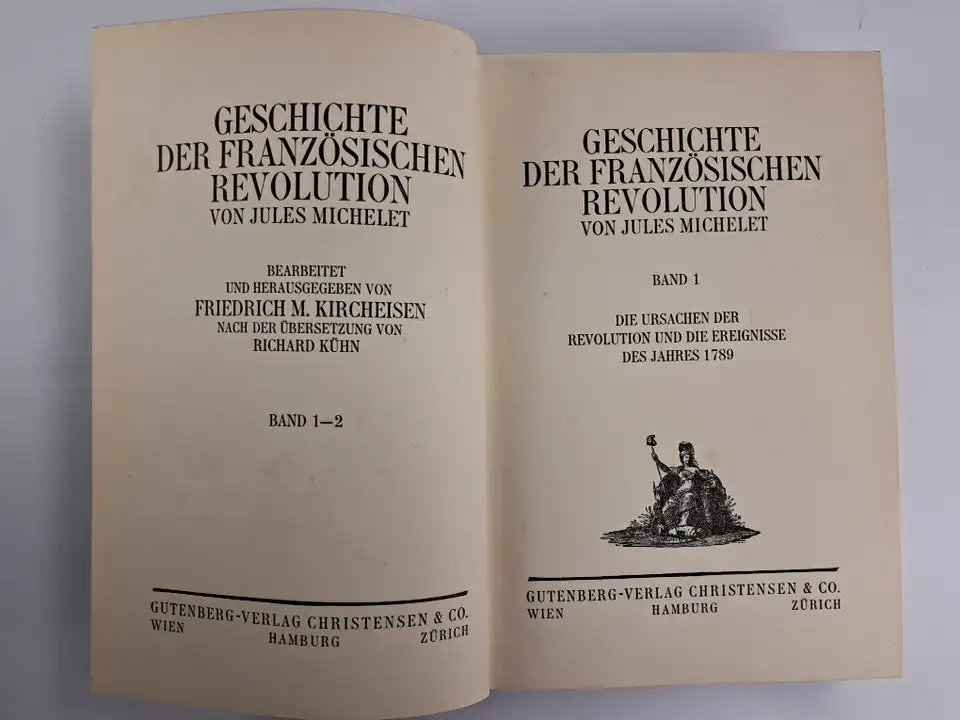 GESCHICHTE
DER FRANZÖSISCHEN
REVOLUTION
VON JULES MICHELET
BEARBEITET
UND HERAUSGEGEBEN VON
FRIEDRICH M. KIRCHEISEN
NACH DER ÜBERSETZUNG VON
RICHARD KÜHN
BAND 1—2
GUTENBERG-VERLAG CHRISTENSEN & CO.
WIEN HAMBURG ZÜRICH
GESCHICHTE
DER FRANZÖSISCHEN
REVOLUTION
VON JULES MICHELET
BAND 1
DIE URSACHEN DER
REVOLUTION UND DIE EREIGNISSE
DES JAHRES 1789
GUTENBERG-VERLAG CHRISTENSEN & CO.
WIEN HAMBURG ZÜRICH